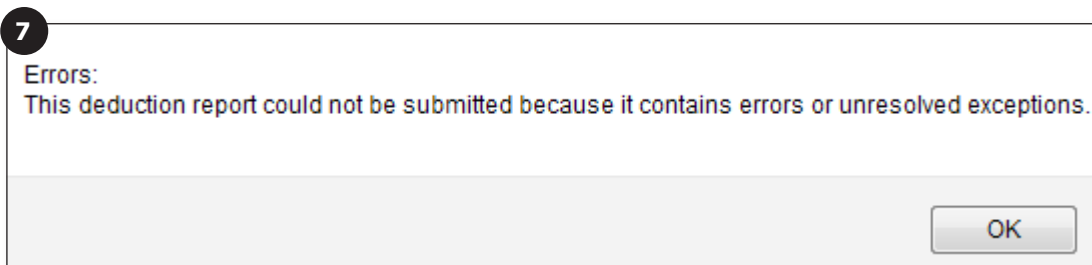 7
Errors:
This deduction report could not be submitted because it contains errors or unresolved exceptions.
OK